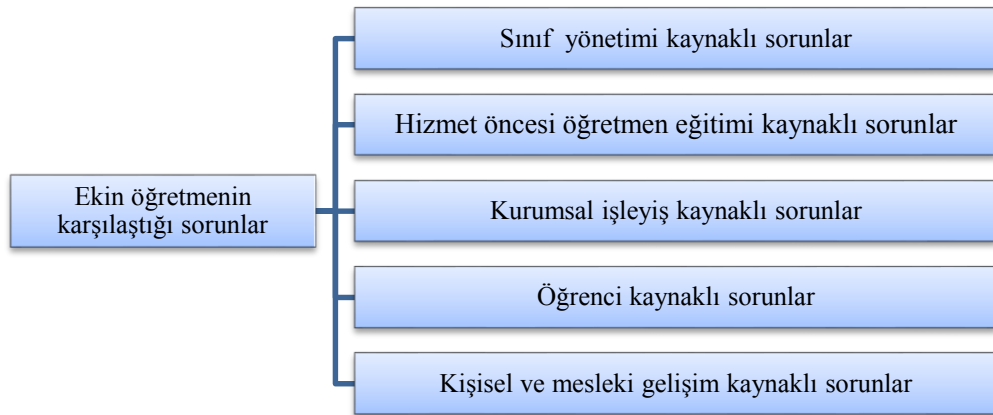 Sınıf yönetimi kaynaklı sorunlar
Hizmet öncesi öğretmen eğitimi kaynaklı sorunlar
Ekin öğretmenin
karşılaştığı sorunlar
Kurumsal işleyiş kaynaklı sorunlar
Öğrenci kaynaklı sorunlar
Kişisel ve mesleki gelişim kaynaklı sorunlar